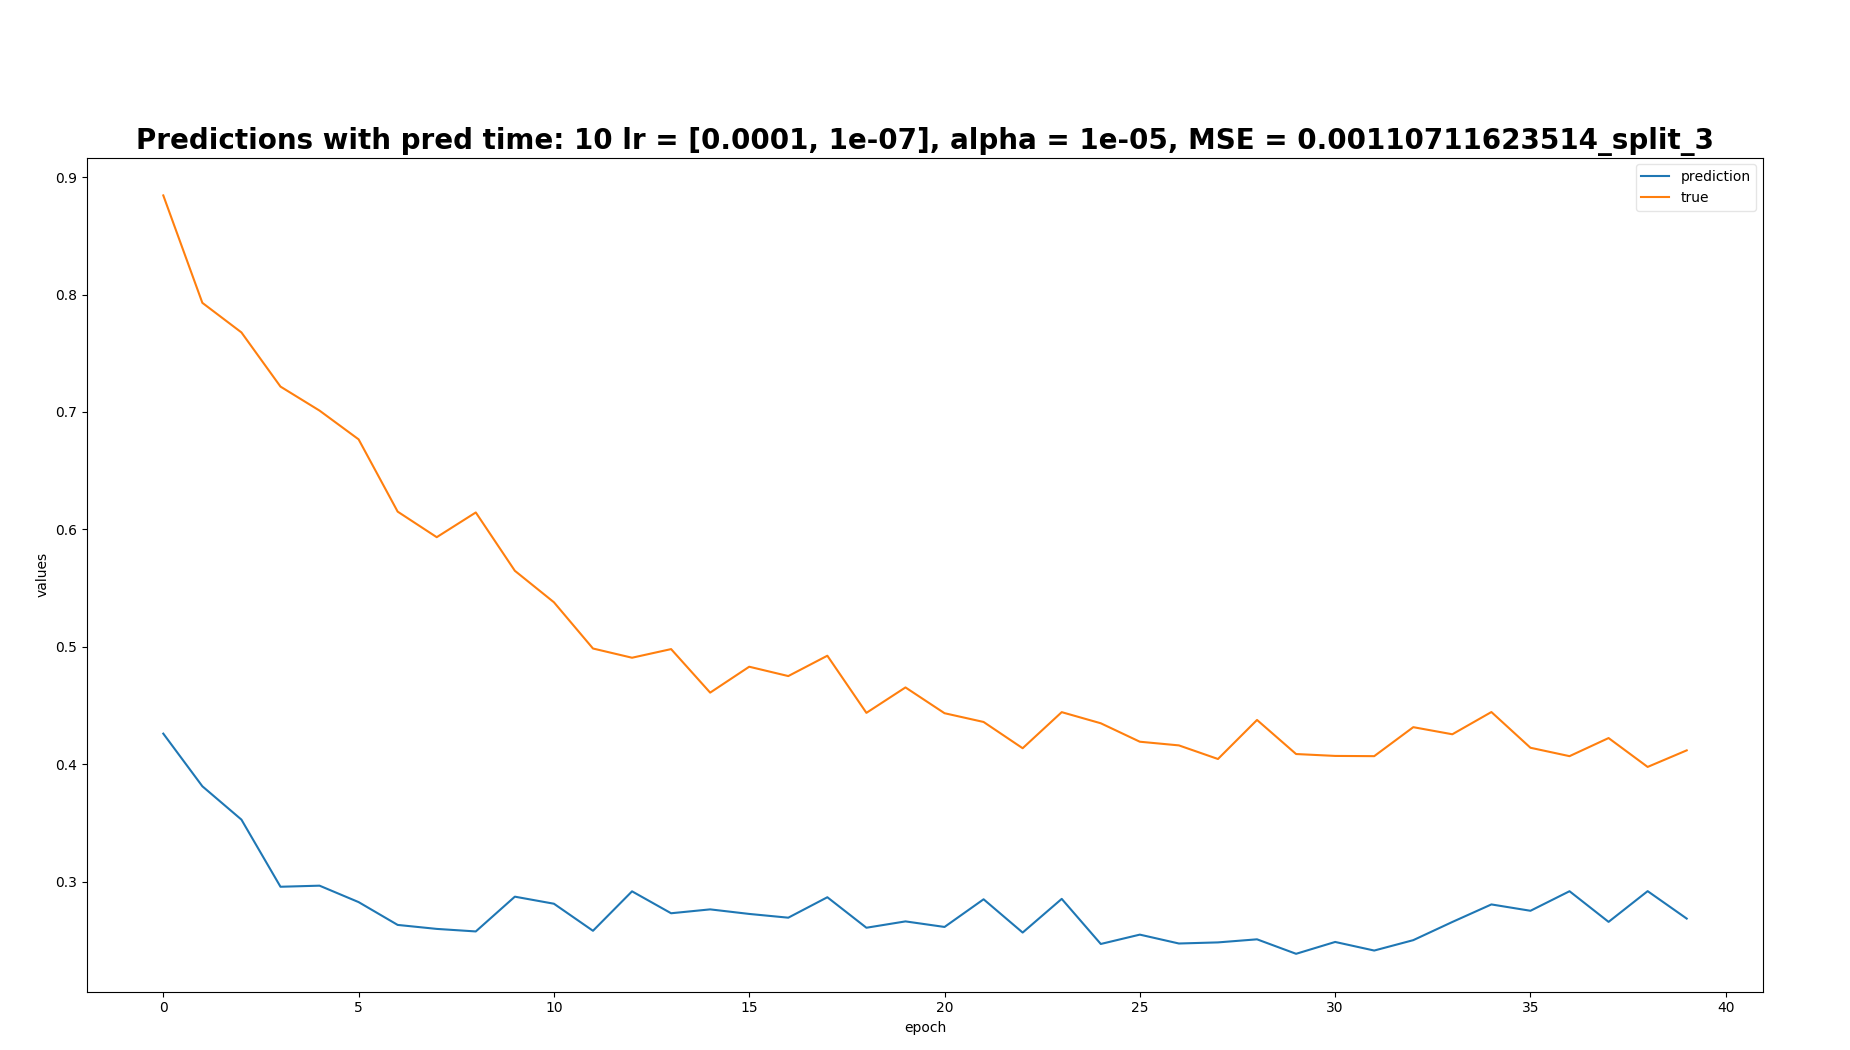 Predictions with pred time: 10 lr = [0.0001, 1e-07], alpha = 1e-05, MSE = 0.00110711623514_split_3
prediction
true
0.9
0.8
0.7
0.6
0.5
0.4
0.3
values
0 5 10 15 20 25 30 35 40
epoch